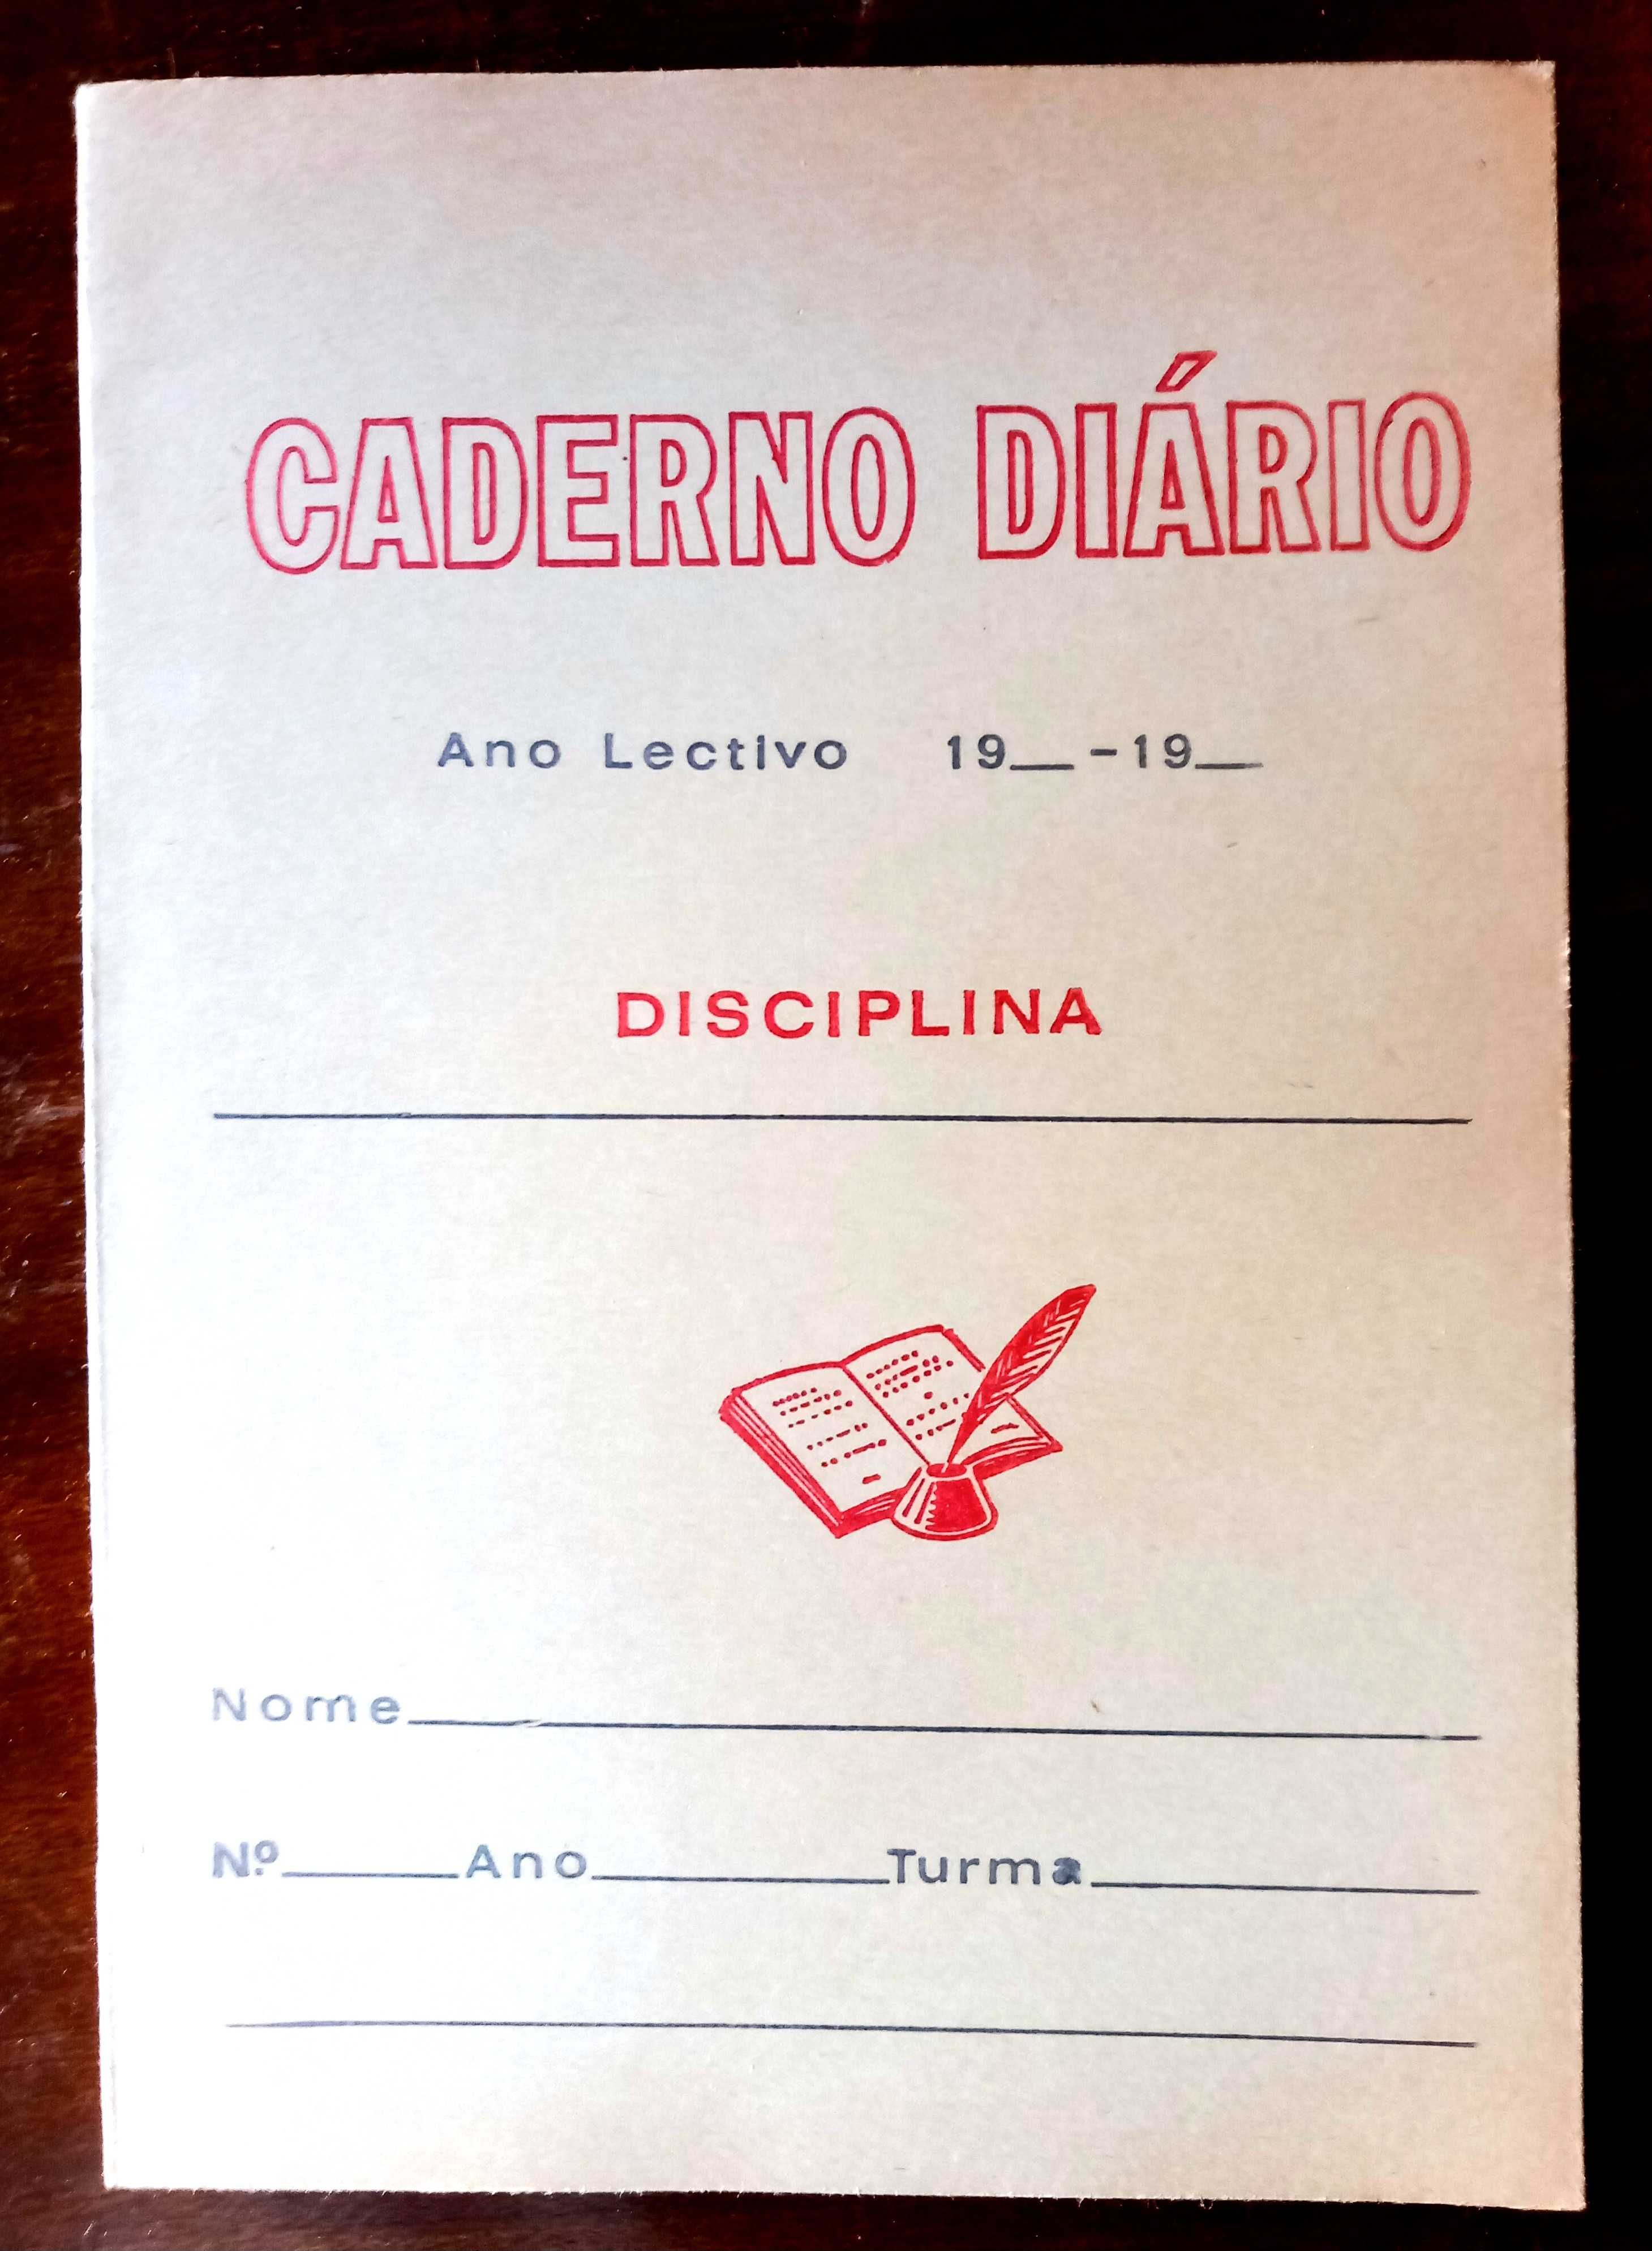 CADERNO DIÁRIO
Ano Lectivo 19__-19__
DISCIPLINA
Nome
Nº Ano Turma